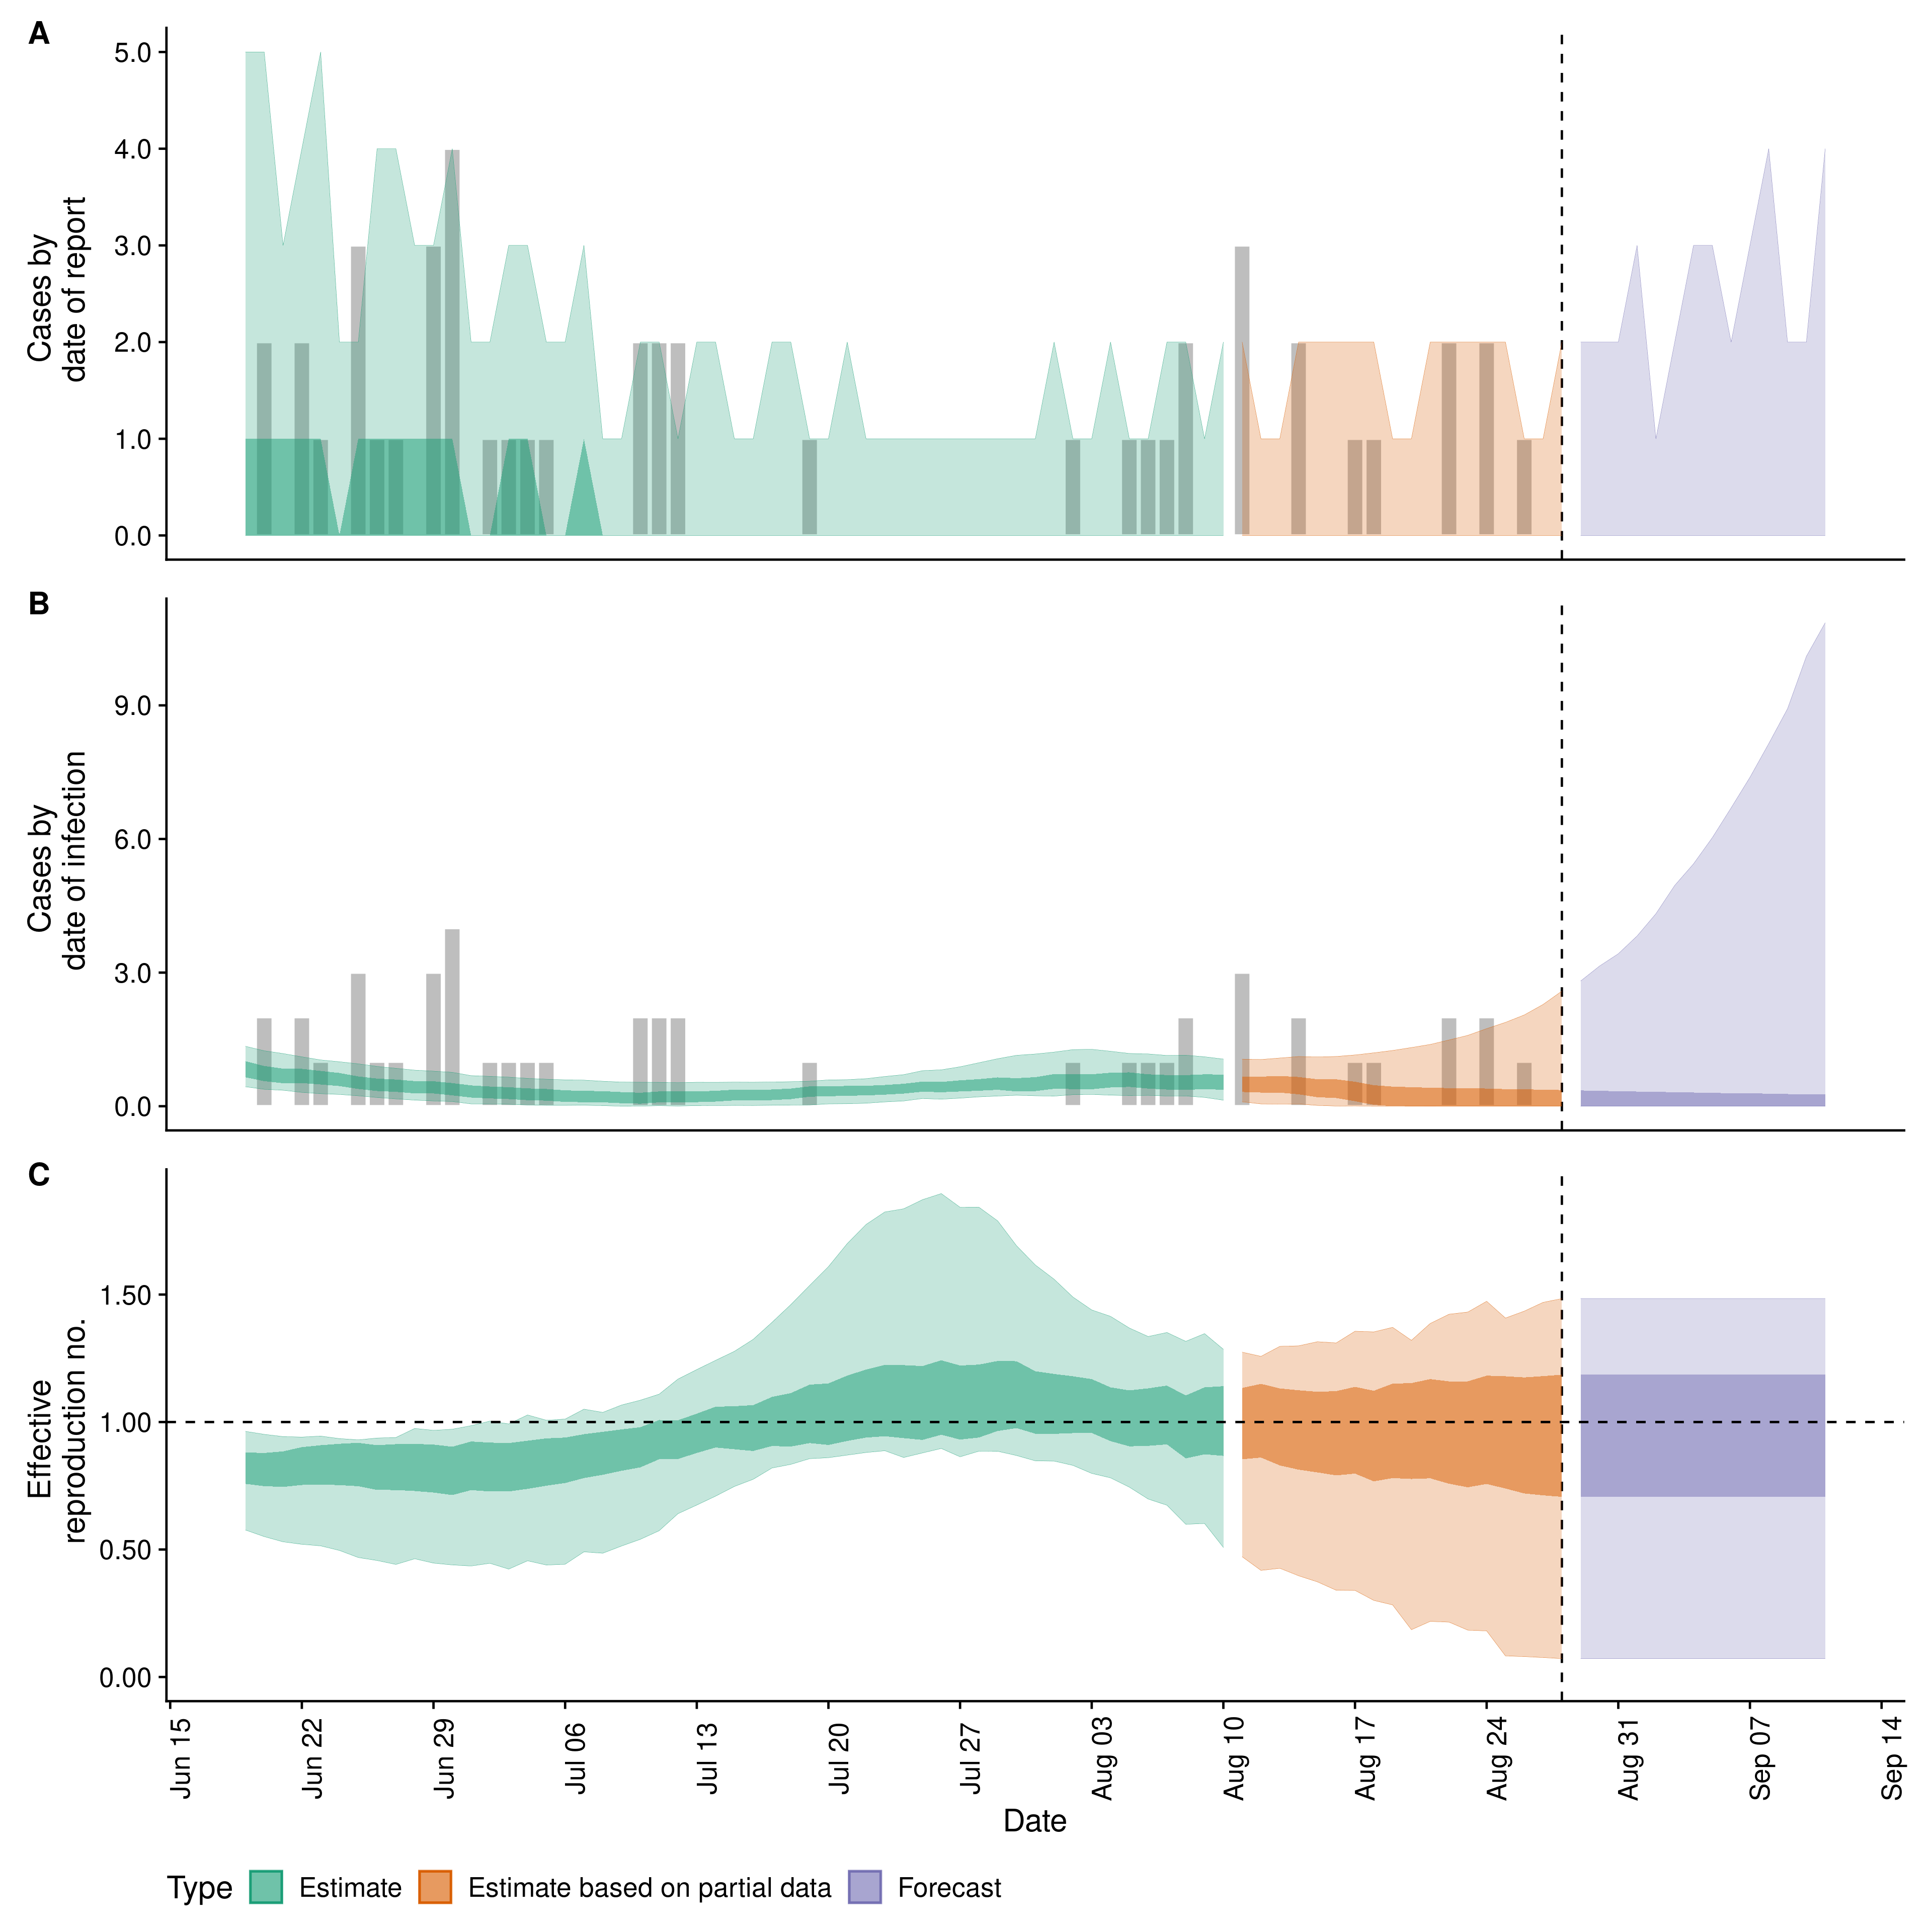 A
Cases by
date of report
5.0
4.0
3.0
2.0
1.0
0.0
B
Cases by
date of infection
9.0
6.0
3.0
0.0
C
Effective
reproduction no.
1.50
1.00
0.50
0.00
Jun 15
Jun 22
Jun 29
Jul 06
Jul 13
Jul 20
Jul 27
Aug 03
Aug 10
Aug 17
Aug 24
Aug 31
Sep 07
Sep 14
Date
Type
Estimate
Estimate based on partial data
Forecast